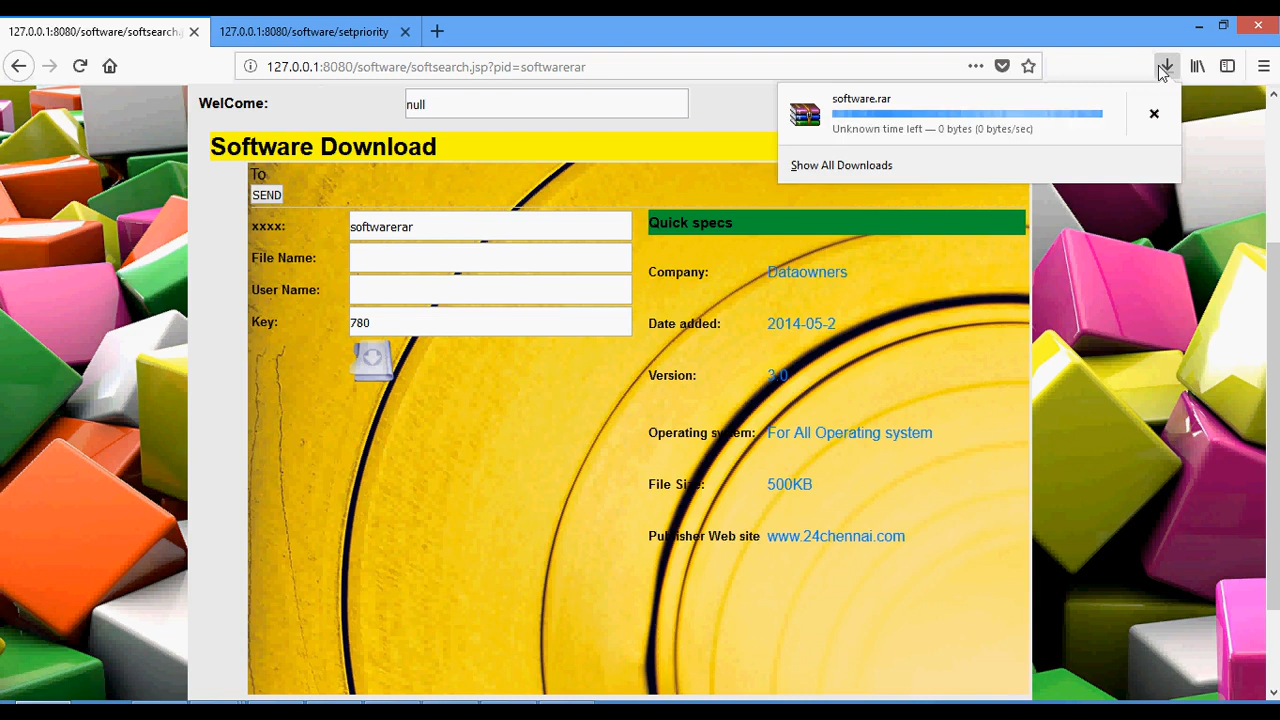 127.0.0.1:8080/software/softsearch.j
127.0.0.1:8080/software/setpriority
127.0.0.1:8080/software/softsearch.jsp?pid=softwarerar
software.rar
Unknown time left — 0 bytes (0 bytes/sec)
Show All Downloads
WelCome: null
Software Download
To
SEND
xxxx: softwarerar
File Name:
User Name:
Key: 780
Quick specs
Company: Dataowners
Date added: 2014-05-2
Version: 3.0
Operating system: For All Operating system
File Size: 500KB
Publisher Web site www.24chennai.com